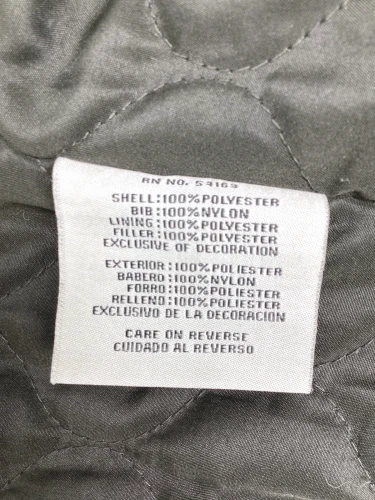 RN NO. 54163
SHELL:100%POLYESTER
BIB:100%NYLON
LINING:100%POLYESTER
FILLER:100%POLYESTER
EXCLUSIVE OF DECORATION
EXTERIOR:100%POLIESTER
BABERO:100%NYLON
FORRO:100%POLIESTER
RELLENO:100%POLIESTER
EXCLUSIVO DE LA DECORACION
CARE ON REVERSE
CUIDADO AL REVERSO